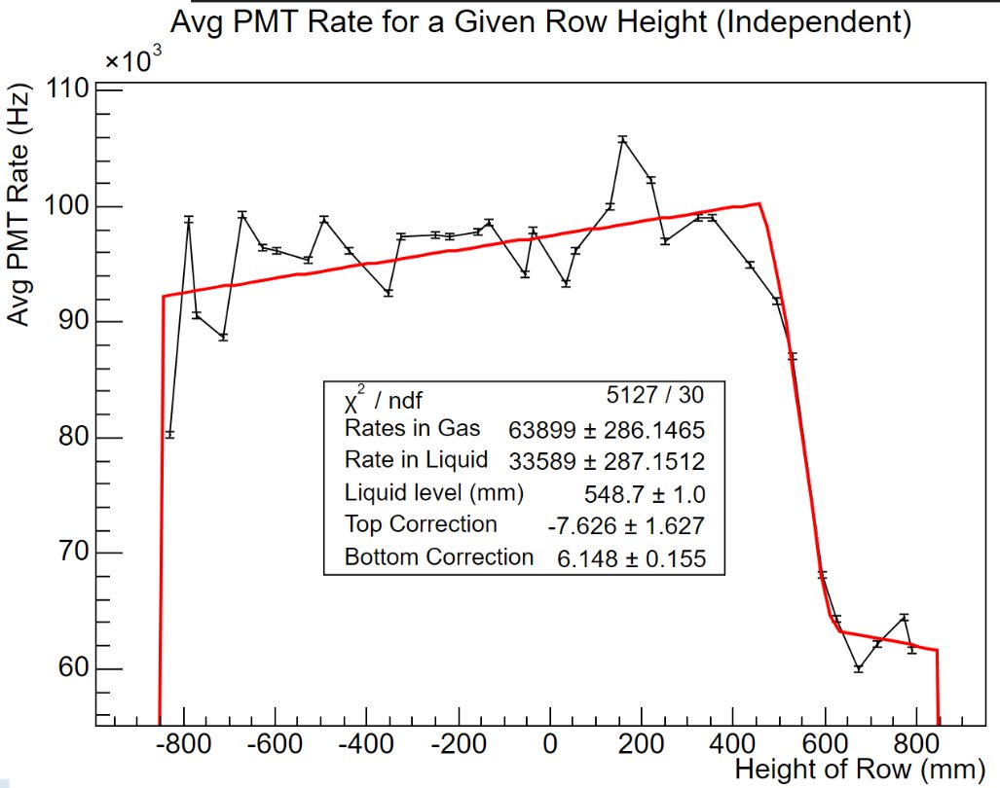 Avg PMT Rate for a Given Row Height (Independent)
×10³
Avg PMT Rate (Hz)
110
100
90
80
70
60
χ² / ndf 5127 / 30
Rates in Gas 63899 ± 286.1465
Rate in Liquid 33589 ± 287.1512
Liquid level (mm) 548.7 ± 1.0
Top Correction -7.626 ± 1.627
Bottom Correction 6.148 ± 0.155
-800 -600 -400 -200 0 200 400 600 800
Height of Row (mm)